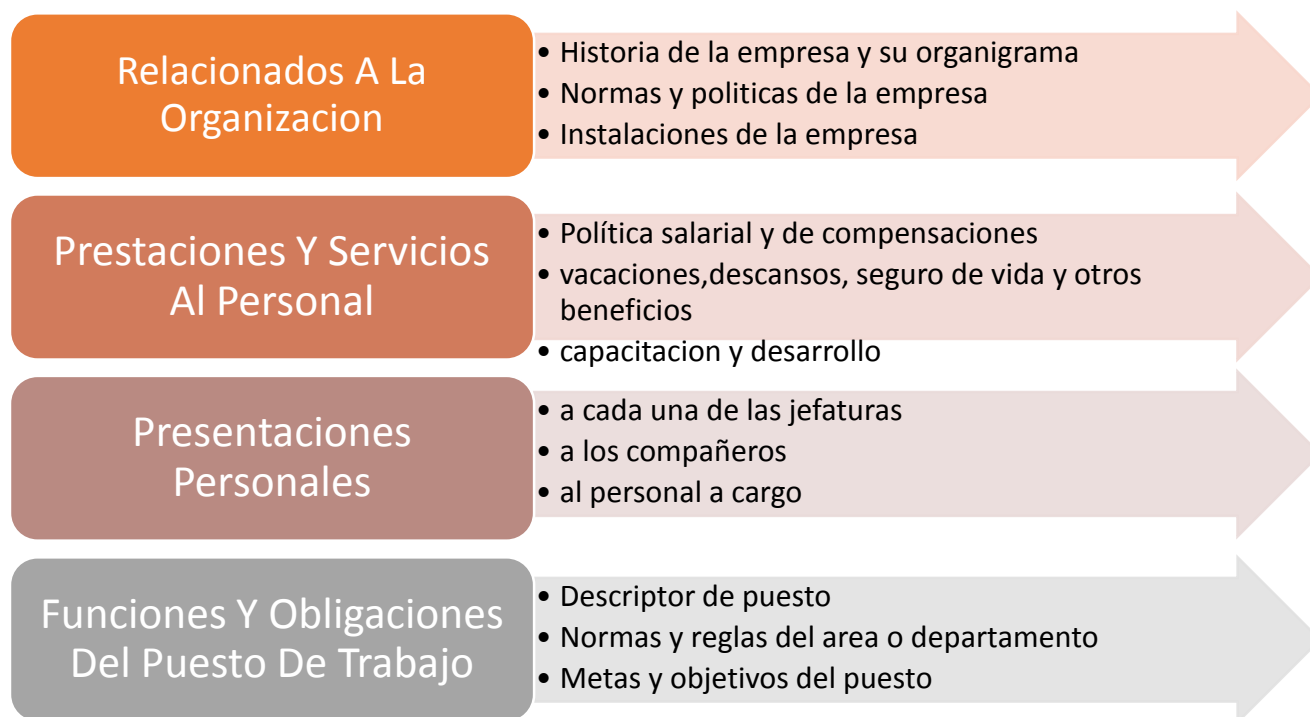 Relacionados A La
Organizacion
• Historia de la empresa y su organigrama
• Normas y politicas de la empresa
• Instalaciones de la empresa
Prestaciones Y Servicios
Al Personal
• Política salarial y de compensaciones
• vacaciones,descansos, seguro de vida y otros
beneficios
• capacitacion y desarrollo
Presentaciones
Personales
• a cada una de las jefaturas
• a los compañeros
• al personal a cargo
Funciones Y Obligaciones
Del Puesto De Trabajo
• Descriptor de puesto
• Normas y reglas del area o departamento
• Metas y objetivos del puesto